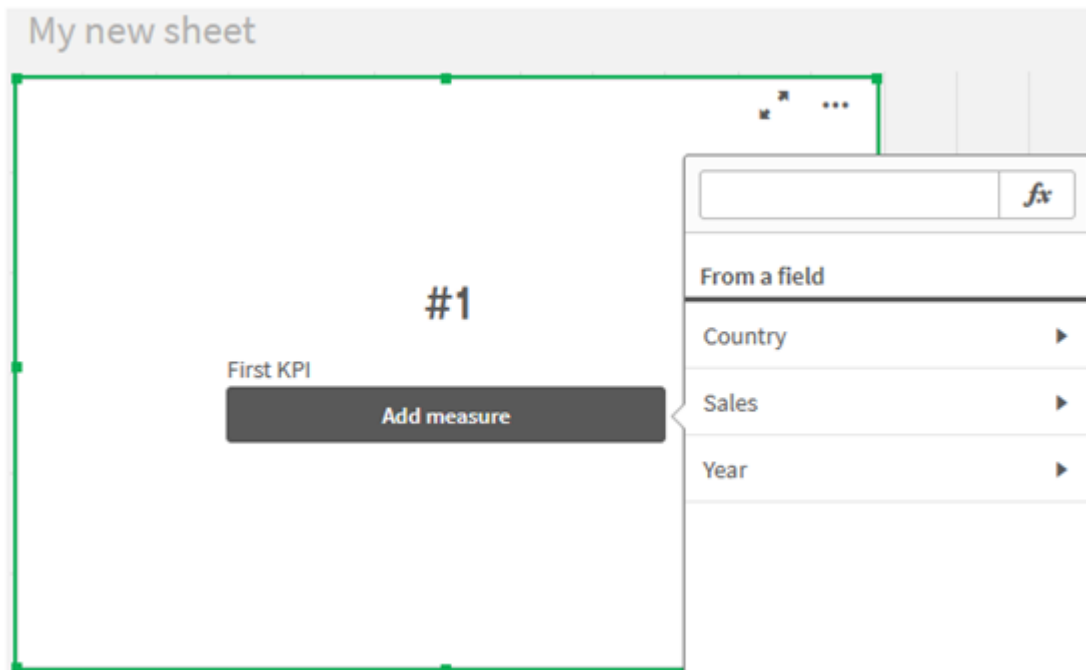 My new sheet
...
fx
From a field
#1
Country
First KPI
Add measure
Sales
Year